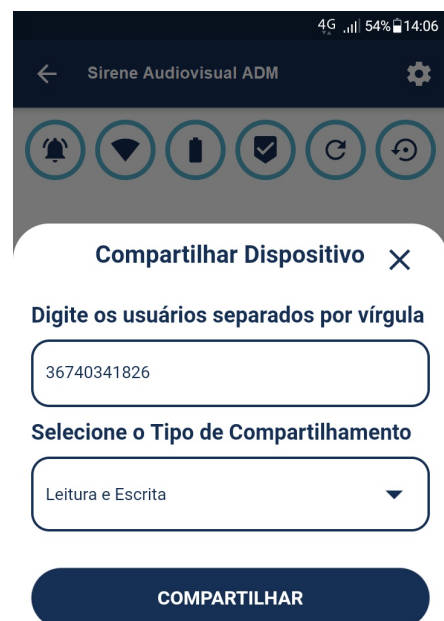 4G 54% 14:06
Sirene Audiovisual ADM
Compartilhar Dispositivo
Digite os usuários separados por vírgula
36740341826
Selecione o Tipo de Compartilhamento
Leitura e Escrita
COMPARTILHAR